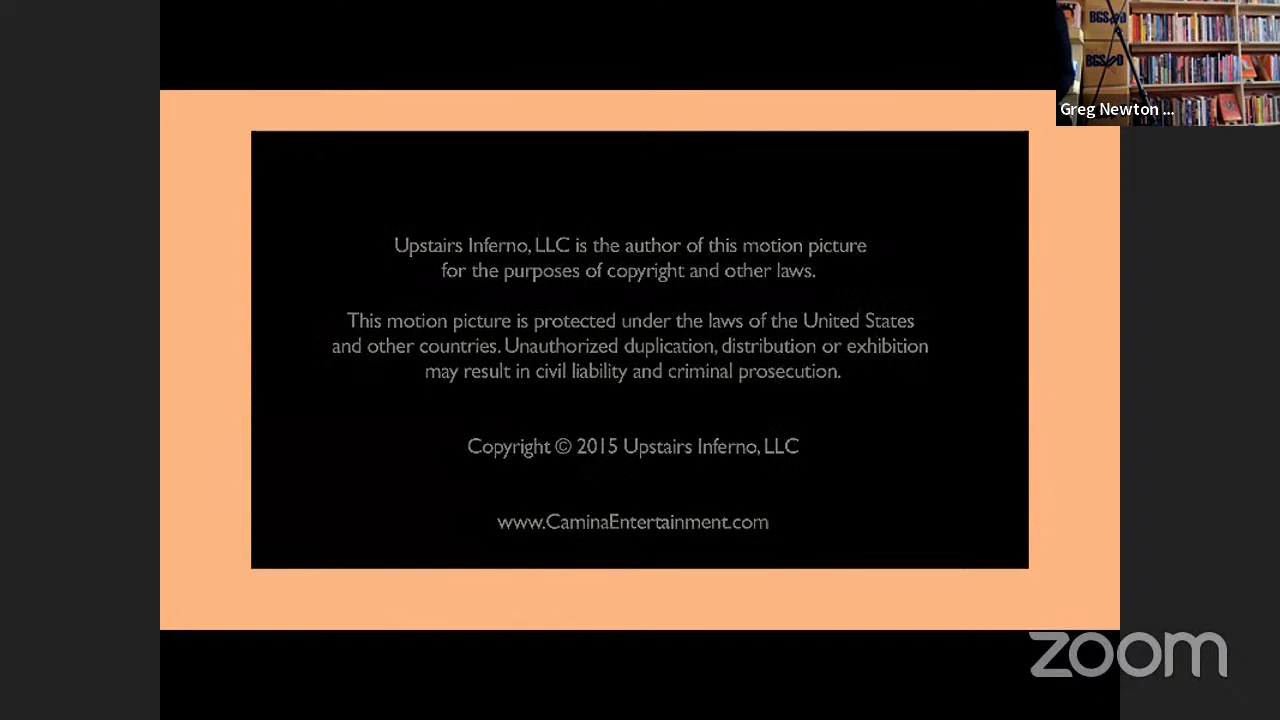 BGSQD
BGSQD
Greg Newton ...
Upstairs Inferno, LLC is the author of this motion picture
for the purposes of copyright and other laws.
This motion picture is protected under the laws of the United States
and other countries. Unauthorized duplication, distribution or exhibition
may result in civil liability and criminal prosecution.
Copyright © 2015 Upstairs Inferno, LLC
www.CaminaEntertainment.com
zoom